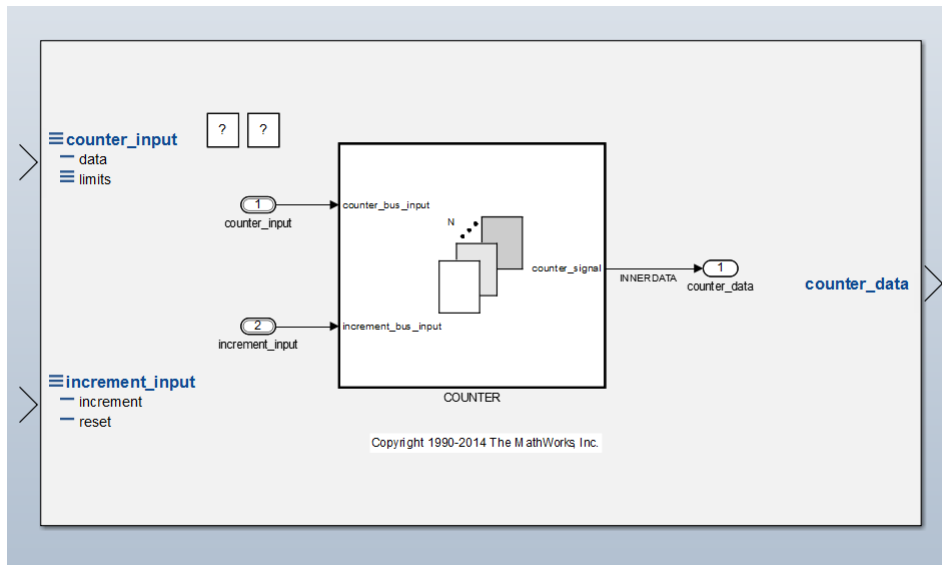 counter_input
data
limits
? ?
1
counter_input
counter_bus_input
N
counter_signal
INNERDATA
1
counter_data
counter_data
2
increment_input
increment_bus_input
increment_input
increment
reset
COUNTER
Copyright 1990-2014 The MathWorks, Inc.